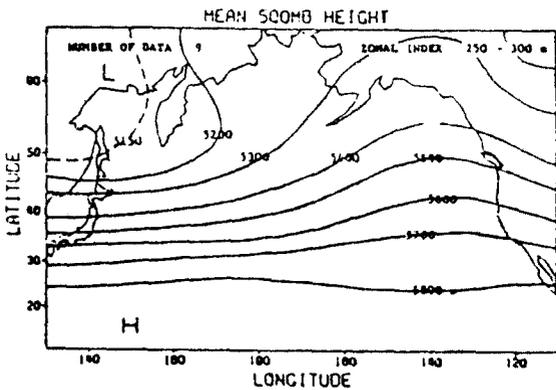 MEAN 500MB HEIGHT
NUMBER OF DATA 9
ZONAL INDEX 250 - 300 m
L
60
5150
5200
50
5300
5400
5500
LATITUDE
40
5600
5700
30
20
5800
H
140 160 180 160 140 120
LONGITUDE